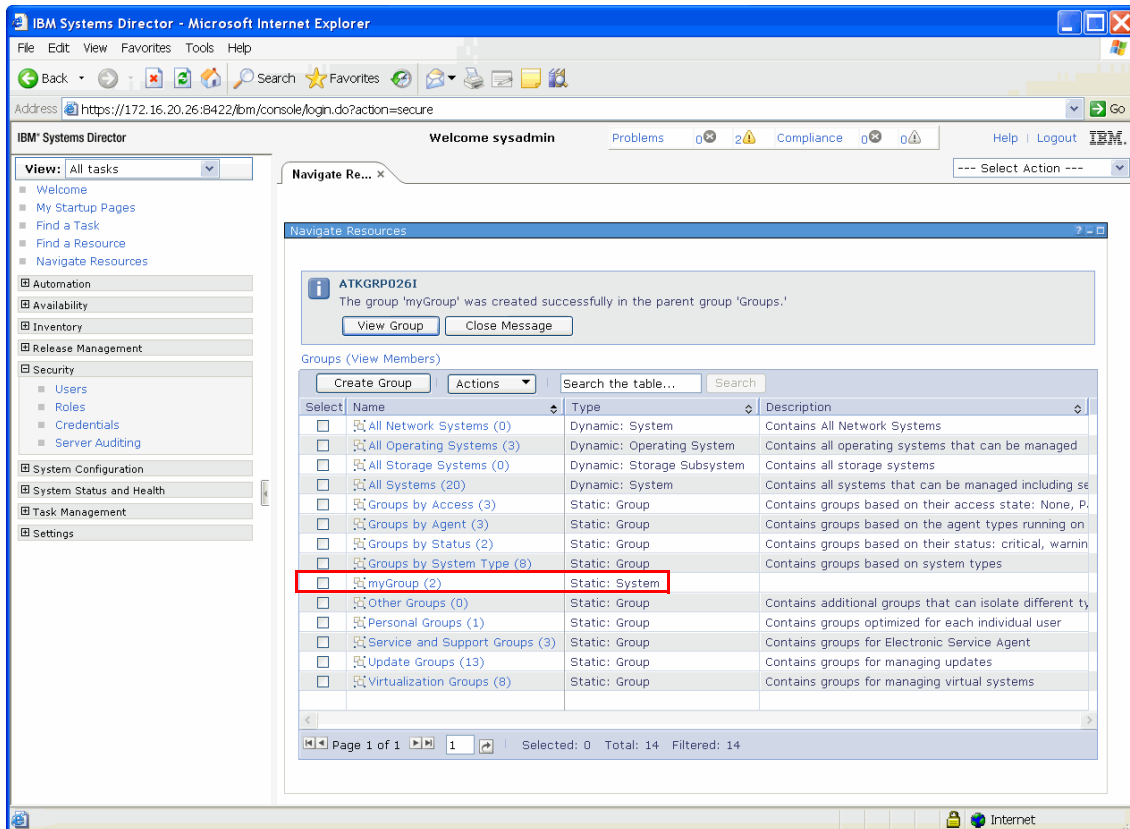 IBM Systems Director - Microsoft Internet Explorer
File Edit View Favorites Tools Help
Back Search Favorites
Address https://172.16.20.26:8422/ibm/console/login.do?action=secure Go
IBM® Systems Director Welcome sysadmin Problems 0 2 Compliance 0 0 Help | Logout IBM.
View: All tasks
Welcome
My Startup Pages
Find a Task
Find a Resource
Navigate Resources
Automation
Availability
Inventory
Release Management
Security
Users
Roles
Credentials
Server Auditing
System Configuration
System Status and Health
Task Management
Settings
Navigate Re... ×
--- Select Action ---
Navigate Resources ?
ATKGRP026I
The group 'myGroup' was created successfully in the parent group 'Groups.'
View Group Close Message
Groups (View Members)
Create Group Actions Search the table... Search
Select Name Type Description
All Network Systems (0) Dynamic: System Contains All Network Systems
All Operating Systems (3) Dynamic: Operating System Contains all operating systems that can be managed
All Storage Systems (0) Dynamic: Storage Subsystem Contains all storage systems
All Systems (20) Dynamic: System Contains all systems that can be managed including se
Groups by Access (3) Static: Group Contains groups based on their access state: None, P
Groups by Agent (3) Static: Group Contains groups based on the agent types running on
Groups by Status (2) Static: Group Contains groups based on their status: critical, warnin
Groups by System Type (8) Static: Group Contains groups based on system types
myGroup (2) Static: System
Other Groups (0) Static: Group Contains additional groups that can isolate different ty
Personal Groups (1) Static: Group Contains groups optimized for each individual user
Service and Support Groups (3) Static: Group Contains groups for Electronic Service Agent
Update Groups (13) Static: Group Contains groups for managing updates
Virtualization Groups (8) Static: Group Contains groups for managing virtual systems
Page 1 of 1 1 Selected: 0 Total: 14 Filtered: 14
Internet